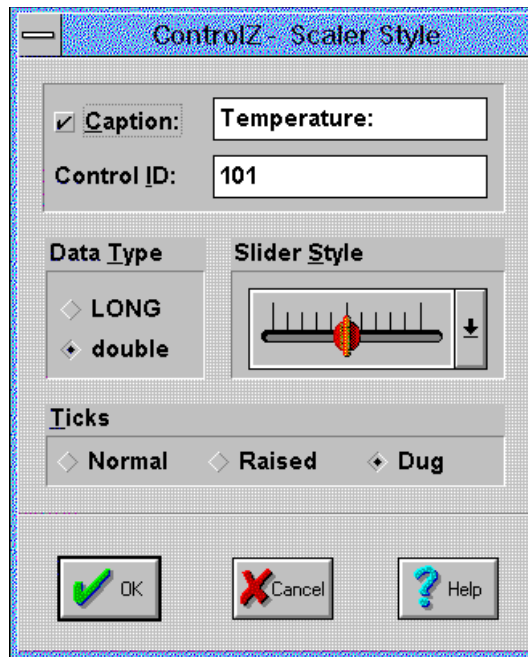 ControlZ - Scaler Style
Caption: Temperature:
Control ID: 101
Data Type Slider Style
LONG
double
Ticks
Normal Raised Dug
OK Cancel Help